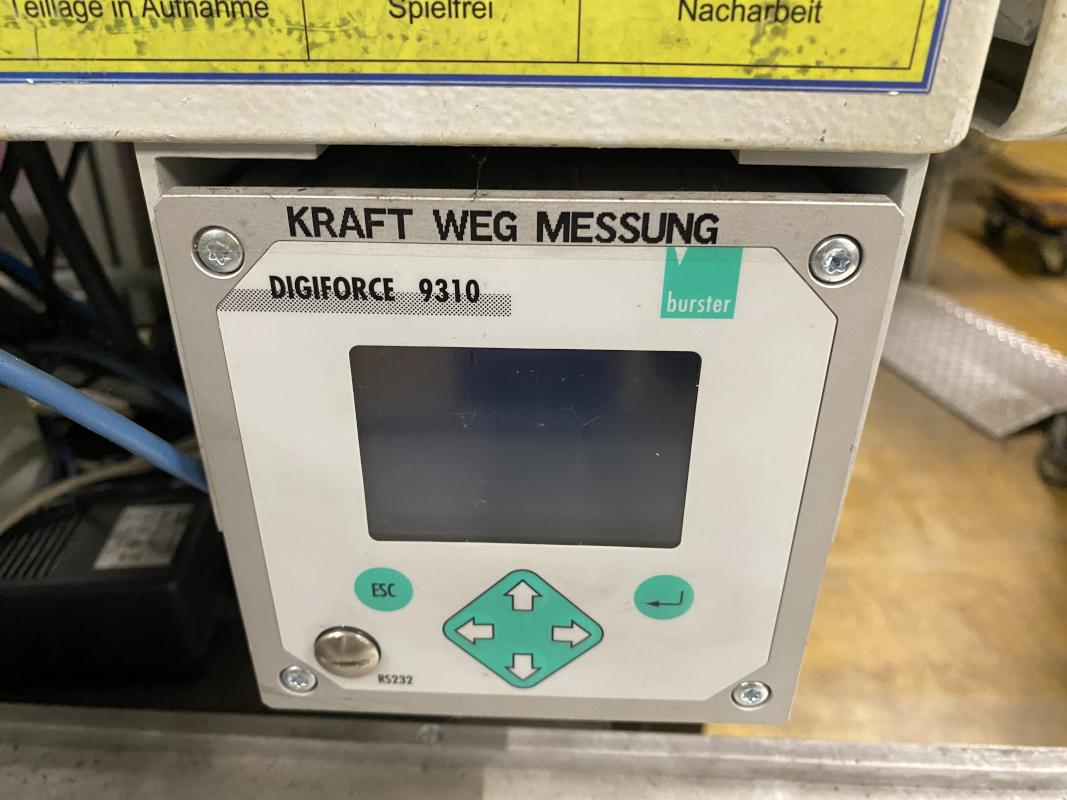 Teillage in Aufnahme
Spielfrei
Nacharbeit
KRAFT WEG MESSUNG
DIGIFORCE 9310
burster
ESC
RS232